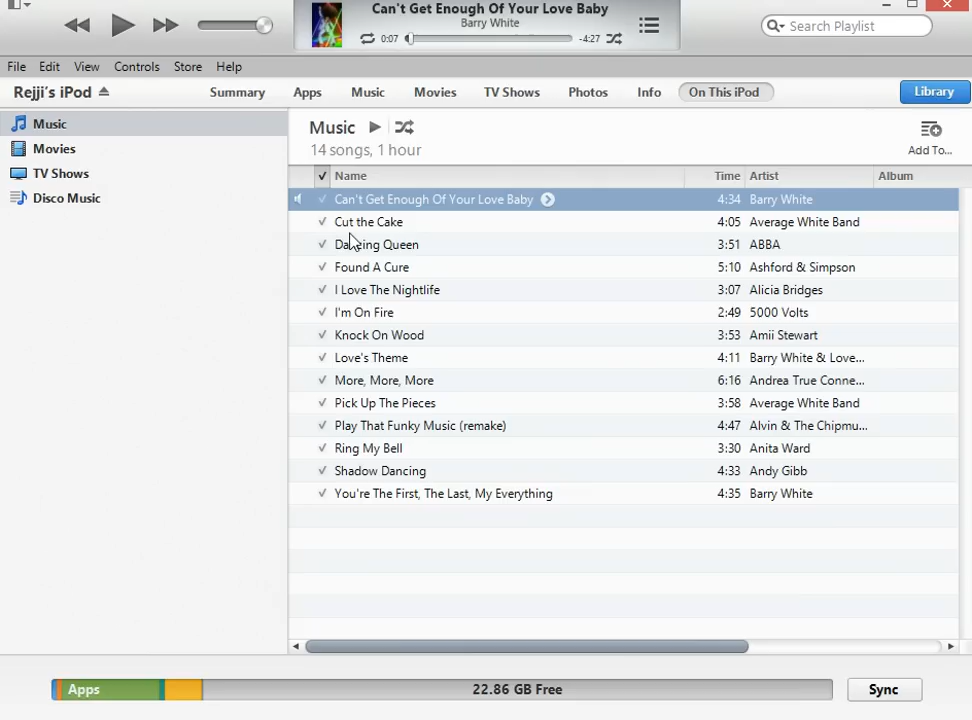 Can't Get Enough Of Your Love Baby
Barry White
0:07 -4:27
Search Playlist
File Edit View Controls Store Help
Rejji's iPod Summary Apps Music Movies TV Shows Photos Info On This iPod Library
Music
Movies
TV Shows
Disco Music
Music
14 songs, 1 hour
Add To...
Name Time Artist Album
Can't Get Enough Of Your Love Baby 4:34 Barry White
Cut the Cake 4:05 Average White Band
Dancing Queen 3:51 ABBA
Found A Cure 5:10 Ashford & Simpson
I Love The Nightlife 3:07 Alicia Bridges
I'm On Fire 2:49 5000 Volts
Knock On Wood 3:53 Amii Stewart
Love's Theme 4:11 Barry White & Love...
More, More, More 6:16 Andrea True Conne...
Pick Up The Pieces 3:58 Average White Band
Play That Funky Music (remake) 4:47 Alvin & The Chipmu...
Ring My Bell 3:30 Anita Ward
Shadow Dancing 4:33 Andy Gibb
You're The First, The Last, My Everything 4:35 Barry White
Apps 22.86 GB Free Sync